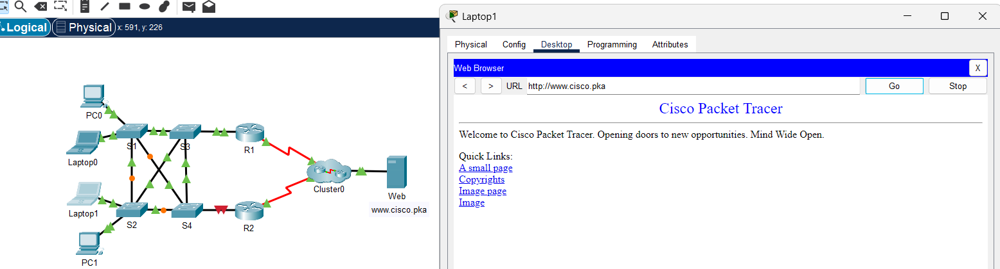 Logical
Physical
x: 591, y: 226
PC0
S1
S3
R1
Laptop0
Cluster0
Web
www.cisco.pka
Laptop1
S2
S4
R2
PC1
Laptop1
Physical
Config
Desktop
Programming
Attributes
Web Browser
X
<
>
URL
http://www.cisco.pka
Go
Stop
Cisco Packet Tracer
Welcome to Cisco Packet Tracer. Opening doors to new opportunities. Mind Wide Open.
Quick Links:
A small page
Copyrights
Image page
Image